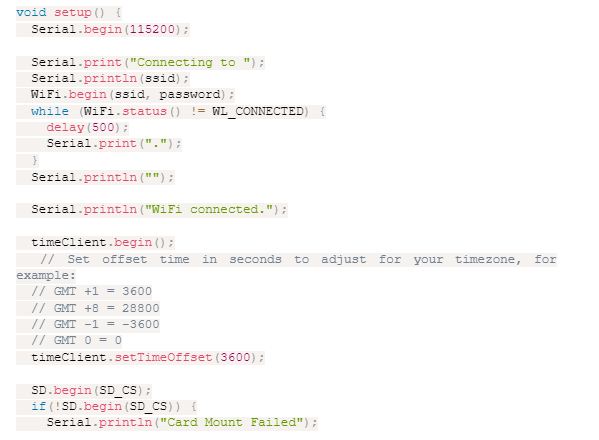 void setup() {
  Serial.begin(115200);

  Serial.print("Connecting to ");
  Serial.println(ssid);
  WiFi.begin(ssid, password);
  while (WiFi.status() != WL_CONNECTED) {
    delay(500);
    Serial.print(".");
  }
  Serial.println("");

  Serial.println("WiFi connected.");

  timeClient.begin();
  // Set offset time in seconds to adjust for your timezone, for
example:
  // GMT +1 = 3600
  // GMT +8 = 28800
  // GMT -1 = -3600
  // GMT 0 = 0
  timeClient.setTimeOffset(3600);

  SD.begin(SD_CS);
  if(!SD.begin(SD_CS)) {
    Serial.println("Card Mount Failed");